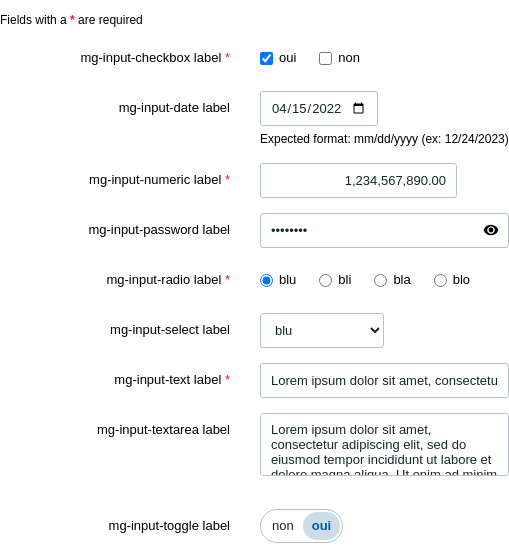 Fields with a * are required
mg-input-checkbox label * oui non
mg-input-date label 04/15/2022
Expected format: mm/dd/yyyy (ex: 12/24/2023)
mg-input-numeric label * 1,234,567,890.00
mg-input-password label ••••••••
mg-input-radio label * blu bli bla blo
mg-input-select label blu
mg-input-text label * Lorem ipsum dolor sit amet, consectetu
mg-input-textarea label Lorem ipsum dolor sit amet,
consectetur adipiscing elit, sed do
eiusmod tempor incididunt ut labore et
dolore magna aliqua. Ut enim ad minim
mg-input-toggle label non oui